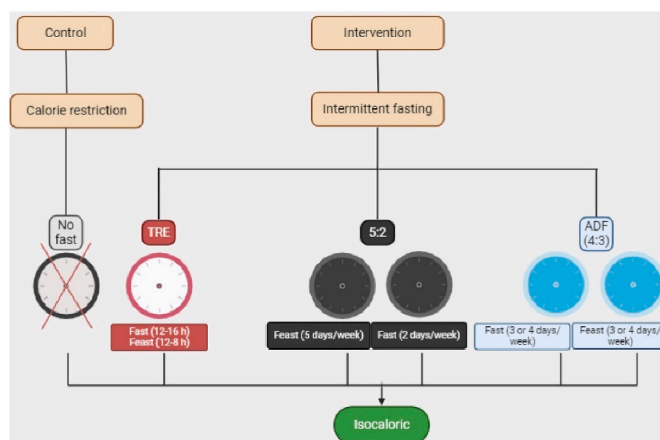 Control
Intervention
Calorie restriction
Intermittent fasting
No
fast
TRE
5:2
ADF
(4:3)
Fast (12-16 h)
Feast (12-8 h)
Feast (5 days/week)
Fast (2 days/week)
Fast (3 or 4 days/
week)
Feast (3 or 4 days/
week)
Isocaloric